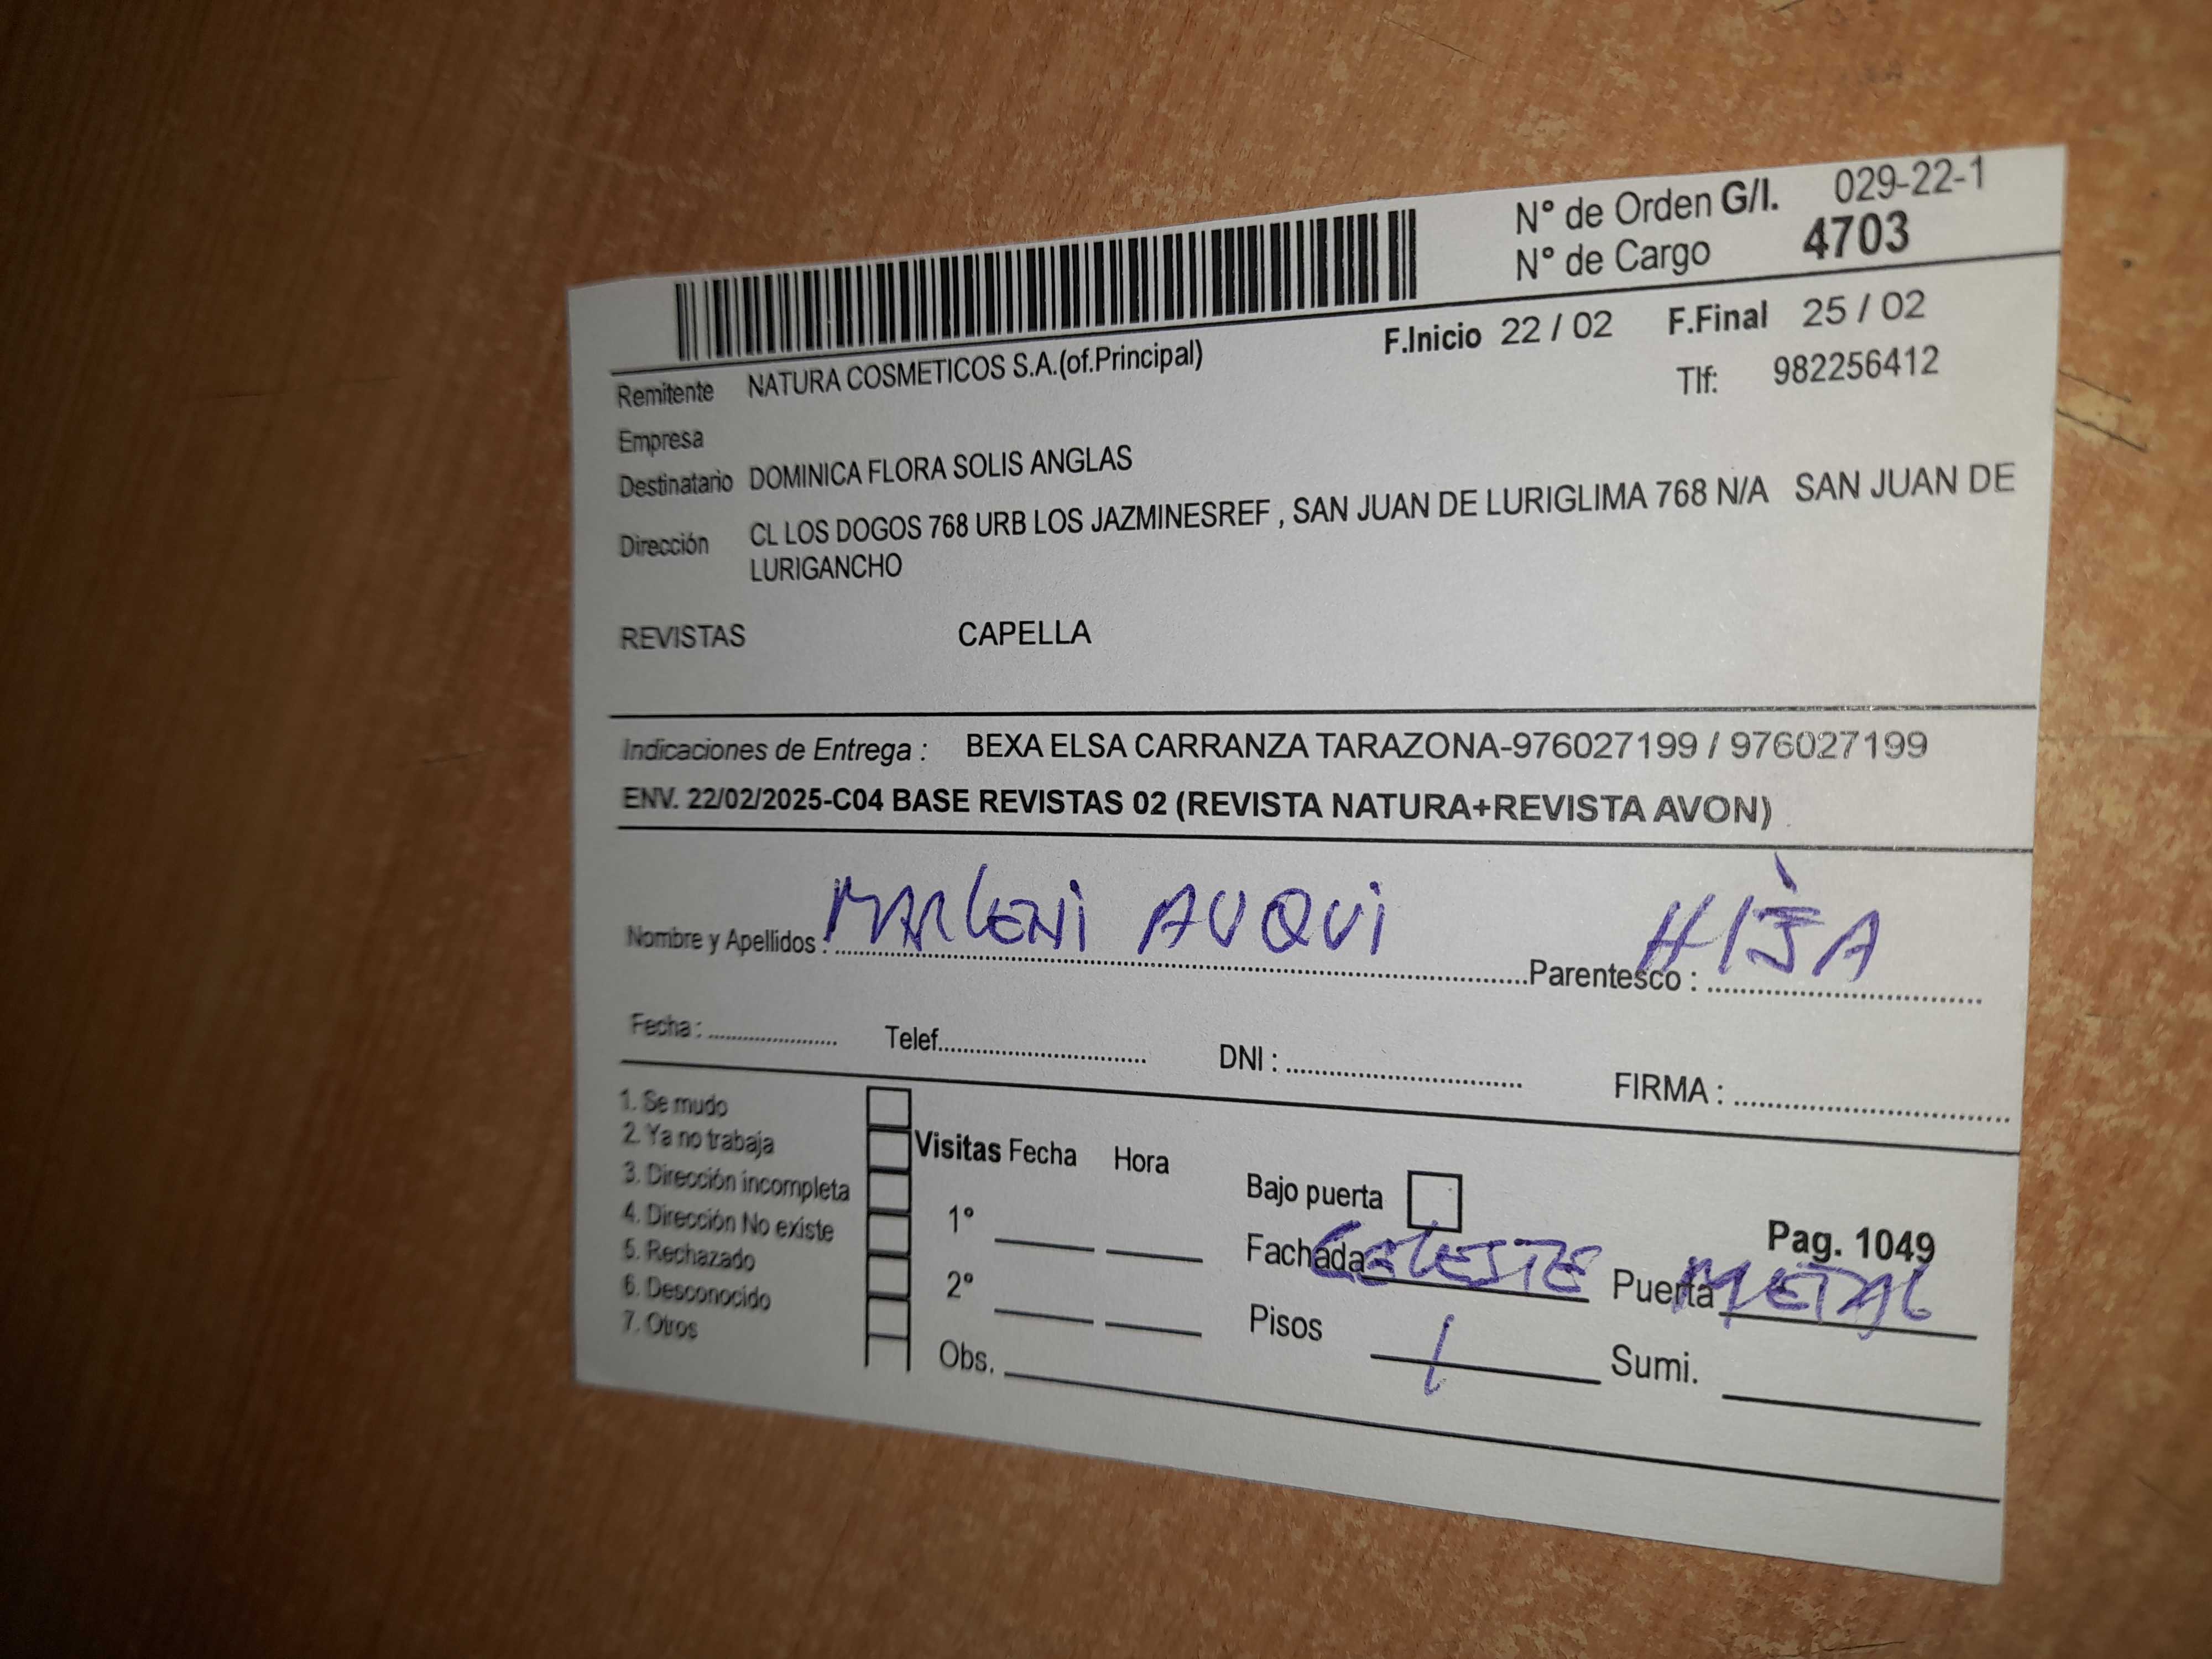 N° de Orden G/I. 029-22-1
N° de Cargo 4703
F.Inicio 22 / 02 F.Final 25 / 02
Remitente NATURA COSMETICOS S.A.(of.Principal) Tlf: 982256412
Empresa
Destinatario DOMINICA FLORA SOLIS ANGLAS
Dirección CL LOS DOGOS 768 URB LOS JAZMINESREF , SAN JUAN DE LURIGLIMA 768 N/A SAN JUAN DE
LURIGANCHO
REVISTAS CAPELLA
Indicaciones de Entrega : BEXA ELSA CARRANZA TARAZONA-976027199 / 976027199
ENV. 22/02/2025-C04 BASE REVISTAS 02 (REVISTA NATURA+REVISTA AVON)
Nombre y Apellidos : MARLENI AUQUI Parentesco : HIJA
Fecha : Telef. DNI : FIRMA :
1. Se mudo
2. Ya no trabaja
3. Dirección incompleta
4. Dirección No existe
5. Rechazado
6. Desconocido
7. Otros
Visitas Fecha Hora
1°
2°
Obs.
Bajo puerta
Pag. 1049
Fachada CELESTE Puerta METAL
Pisos 1 Sumi.